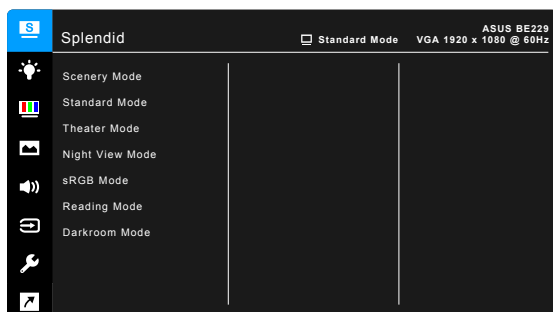 S
Splendid
Standard Mode
ASUS BE229
VGA 1920 x 1080 @ 60Hz
Scenery Mode
Standard Mode
Theater Mode
Night View Mode
sRGB Mode
Reading Mode
Darkroom Mode